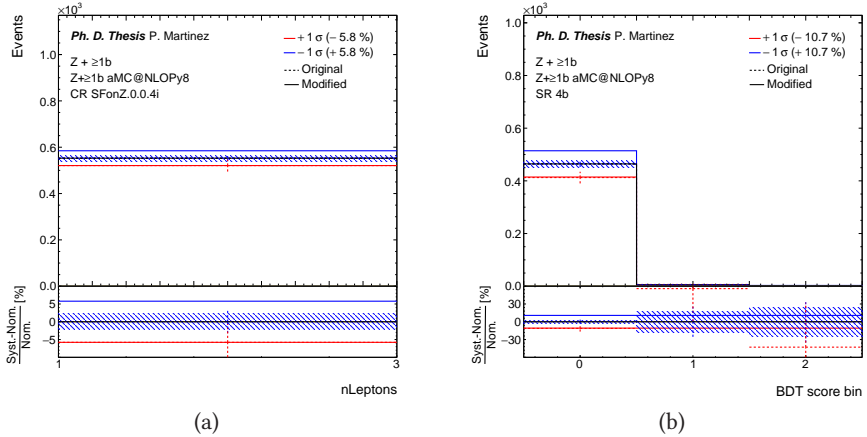 ×10³
Events
Ph. D. Thesis P. Martinez
Z + ≥1b
Z+≥1b aMC@NLOPy8
CR SFonZ.0.0.4i
+ 1 σ (− 5.8 %)
− 1 σ (+ 5.8 %)
Original
Modified
1.0
0.8
0.6
0.4
0.2
0.0
Syst.-Nom. / Nom. [%]
5
0
−5
1
3
nLeptons
(a)
×10³
Events
Ph. D. Thesis P. Martinez
Z + ≥1b
Z+≥1b aMC@NLOPy8
SR 4b
+ 1 σ (− 10.7 %)
− 1 σ (+ 10.7 %)
Original
Modified
1.0
0.8
0.6
0.4
0.2
0.0
Syst.-Nom. / Nom. [%]
30
0
−30
0
1
2
BDT score bin
(b)